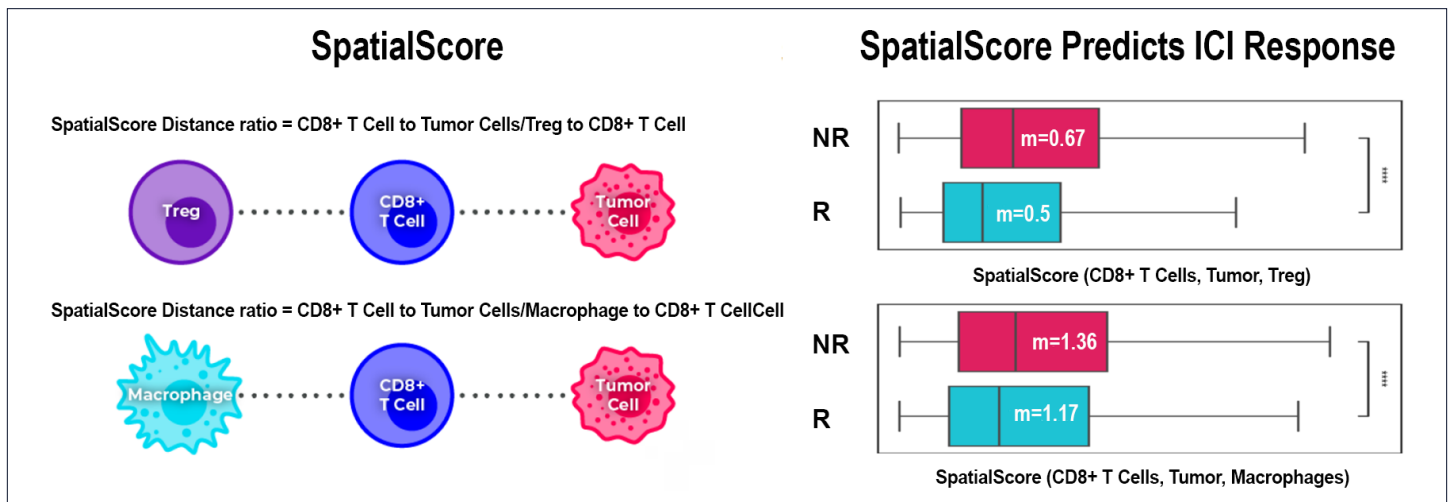 SpatialScore
SpatialScore Distance ratio = CD8+ T Cell to Tumor Cells/Treg to CD8+ T Cell
Treg
CD8+
T Cell
Tumor
Cell
SpatialScore Distance ratio = CD8+ T Cell to Tumor Cells/Macrophage to CD8+ T CellCell
Macrophage
CD8+
T Cell
Tumor
Cell
SpatialScore Predicts ICI Response
NR
m=0.67
R
m=0.5
****
SpatialScore (CD8+ T Cells, Tumor, Treg)
NR
m=1.36
R
m=1.17
****
SpatialScore (CD8+ T Cells, Tumor, Macrophages)